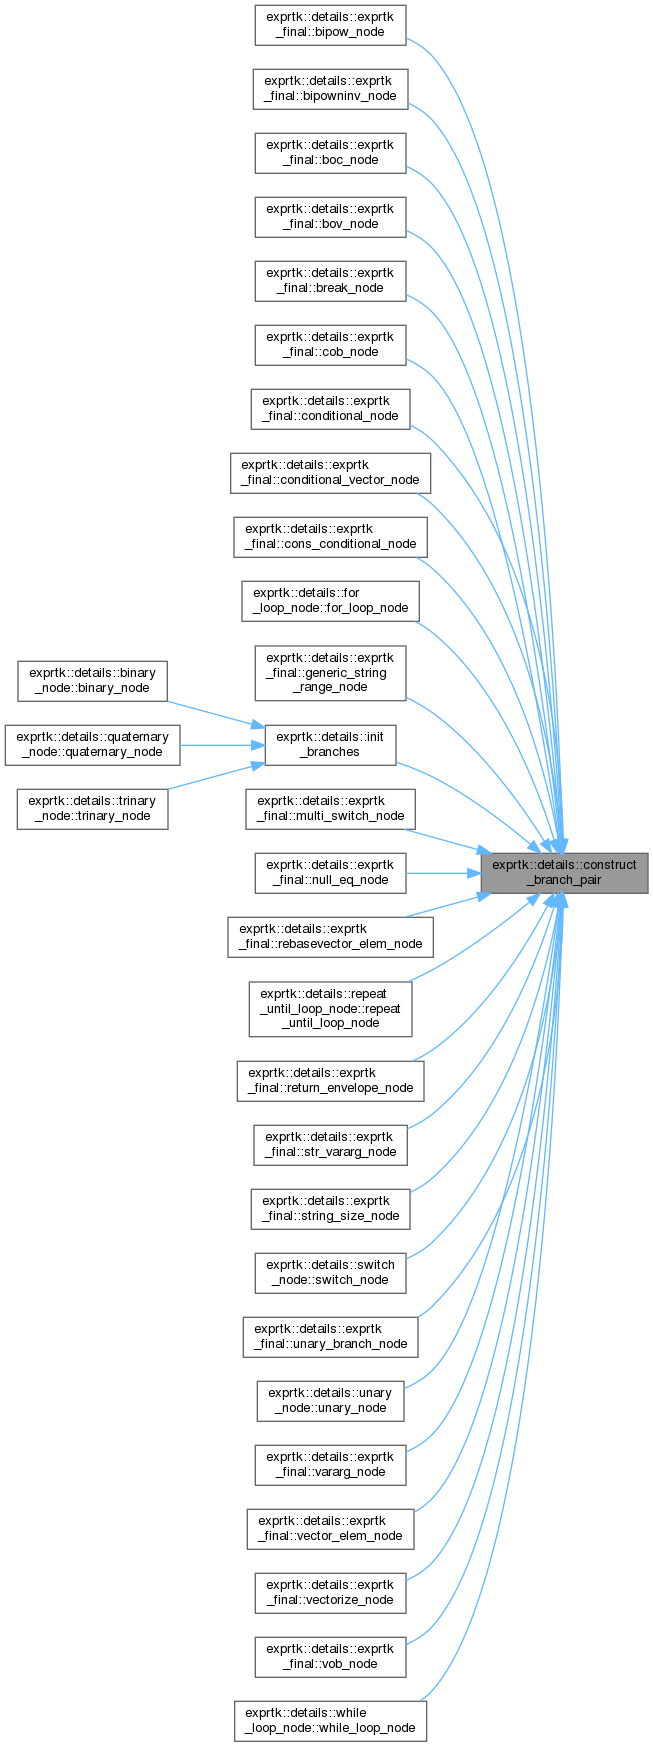 exprtk::details::exprtk
_final::bipow_node
exprtk::details::exprtk
_final::bipowninv_node
exprtk::details::exprtk
_final::boc_node
exprtk::details::exprtk
_final::bov_node
exprtk::details::exprtk
_final::break_node
exprtk::details::exprtk
_final::cob_node
exprtk::details::exprtk
_final::conditional_node
exprtk::details::exprtk
_final::conditional_vector_node
exprtk::details::exprtk
_final::cons_conditional_node
exprtk::details::for
_loop_node::for_loop_node
exprtk::details::exprtk
_final::generic_string
_range_node
exprtk::details::binary
_node::binary_node
exprtk::details::quaternary
_node::quaternary_node
exprtk::details::trinary
_node::trinary_node
exprtk::details::init
_branches
exprtk::details::exprtk
_final::multi_switch_node
exprtk::details::exprtk
_final::null_eq_node
exprtk::details::construct
_branch_pair
exprtk::details::exprtk
_final::rebasevector_elem_node
exprtk::details::repeat
_until_loop_node::repeat
_until_loop_node
exprtk::details::exprtk
_final::return_envelope_node
exprtk::details::exprtk
_final::str_vararg_node
exprtk::details::exprtk
_final::string_size_node
exprtk::details::switch
_node::switch_node
exprtk::details::exprtk
_final::unary_branch_node
exprtk::details::unary
_node::unary_node
exprtk::details::exprtk
_final::vararg_node
exprtk::details::exprtk
_final::vector_elem_node
exprtk::details::exprtk
_final::vectorize_node
exprtk::details::exprtk
_final::vob_node
exprtk::details::while
_loop_node::while_loop_node